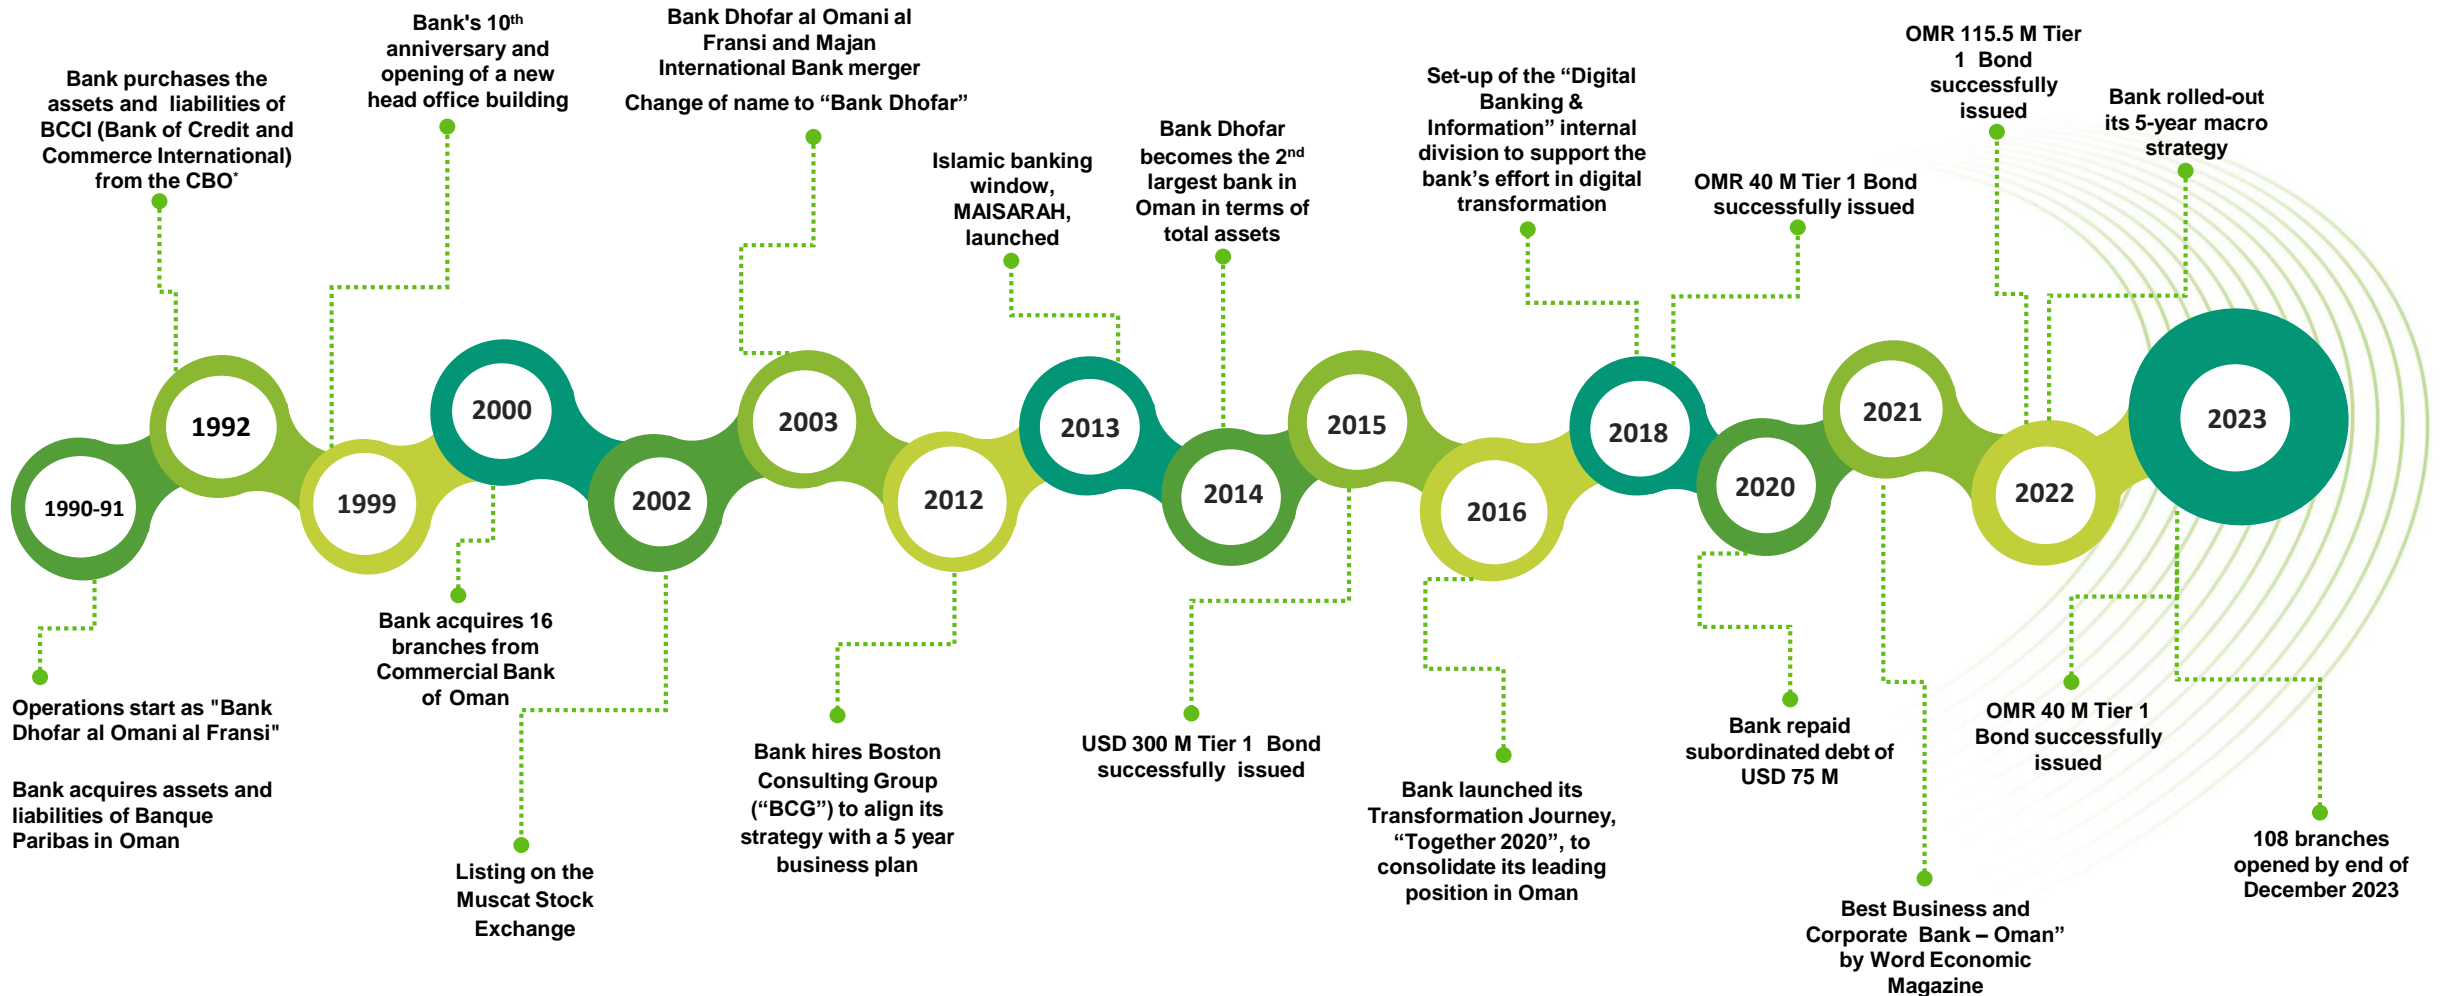 Bank purchases the
assets and liabilities of
BCCI (Bank of Credit and
Commerce International)
from the CBO*
Bank's 10th
anniversary and
opening of a new
head office building
Bank Dhofar al Omani al
Fransi and Majan
International Bank merger
Change of name to “Bank Dhofar”
Islamic banking
window,
MAISARAH,
launched
Bank Dhofar
becomes the 2nd
largest bank in
Oman in terms of
total assets
Set-up of the “Digital
Banking &
Information” internal
division to support the
bank’s effort in digital
transformation
OMR 40 M Tier 1 Bond
successfully issued
OMR 115.5 M Tier
1 Bond
successfully
issued
Bank rolled-out
its 5-year macro
strategy
1990-91
1992
1999
2000
2002
2003
2012
2013
2014
2015
2016
2018
2020
2021
2022
2023
Operations start as "Bank
Dhofar al Omani al Fransi"
Bank acquires assets and
liabilities of Banque
Paribas in Oman
Bank acquires 16
branches from
Commercial Bank
of Oman
Listing on the
Muscat Stock
Exchange
Bank hires Boston
Consulting Group
(“BCG”) to align its
strategy with a 5 year
business plan
USD 300 M Tier 1 Bond
successfully issued
Bank launched its
Transformation Journey,
“Together 2020”, to
consolidate its leading
position in Oman
Bank repaid
subordinated debt of
USD 75 M
Best Business and
Corporate Bank – Oman”
by Word Economic
Magazine
OMR 40 M Tier 1
Bond successfully
issued
108 branches
opened by end of
December 2023